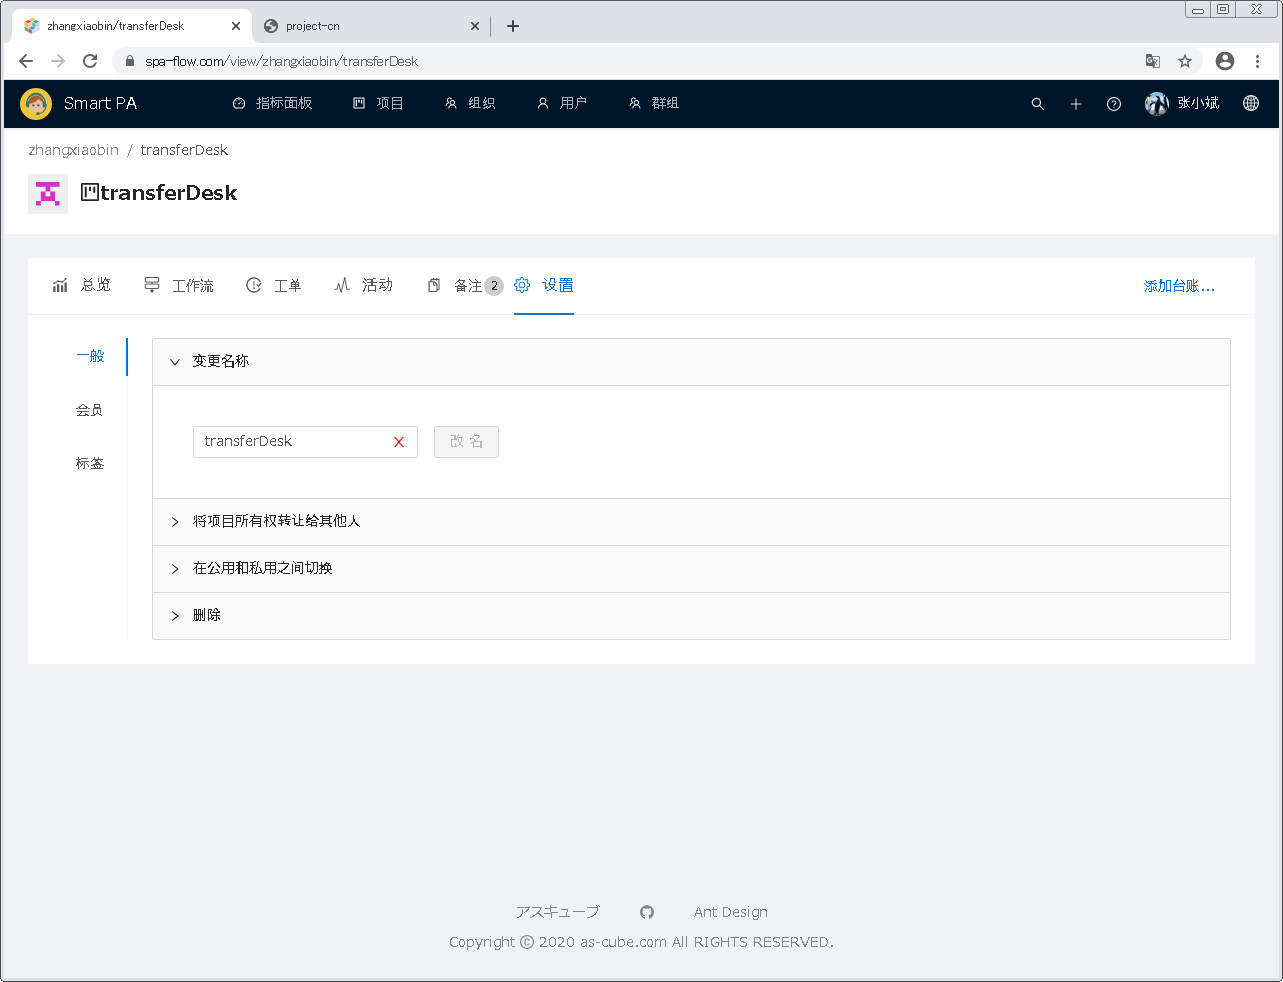 zhangxiaobin/transferDesk
project-cn
spa-flow.com/view/zhangxiaobin/transferDesk
Smart PA 指标面板 项目 组织 用户 群组 张小斌
zhangxiaobin / transferDesk
transferDesk
总览 工作流 工单 活动 备注 2 设置 添加台账...
一般
会员
标签
变更名称
transferDesk 改 名
将项目所有权转让给其他人
在公用和私用之间切换
删除
アスキューブ Ant Design
Copyright © 2020 as-cube.com All RIGHTS RESERVED.